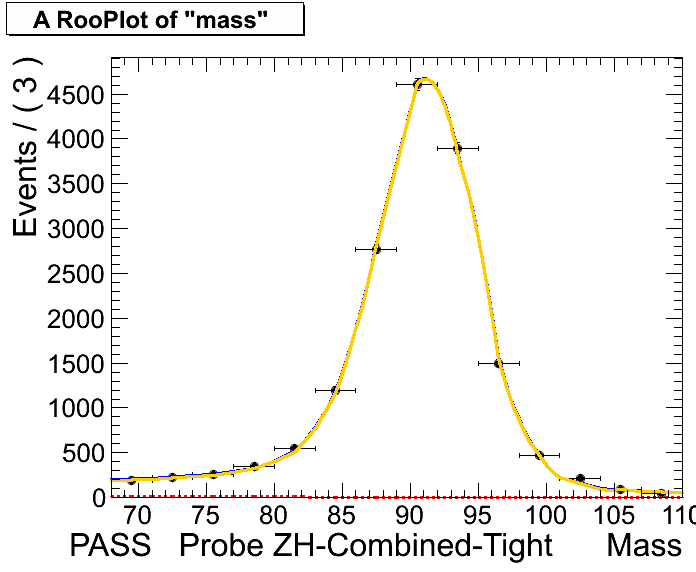 A RooPlot of "mass"
Events / ( 3 )
4500
4000
3500
3000
2500
2000
1500
1000
500
0
70 75 80 85 90 95 100 105 110
PASS Probe ZH-Combined-Tight Mass